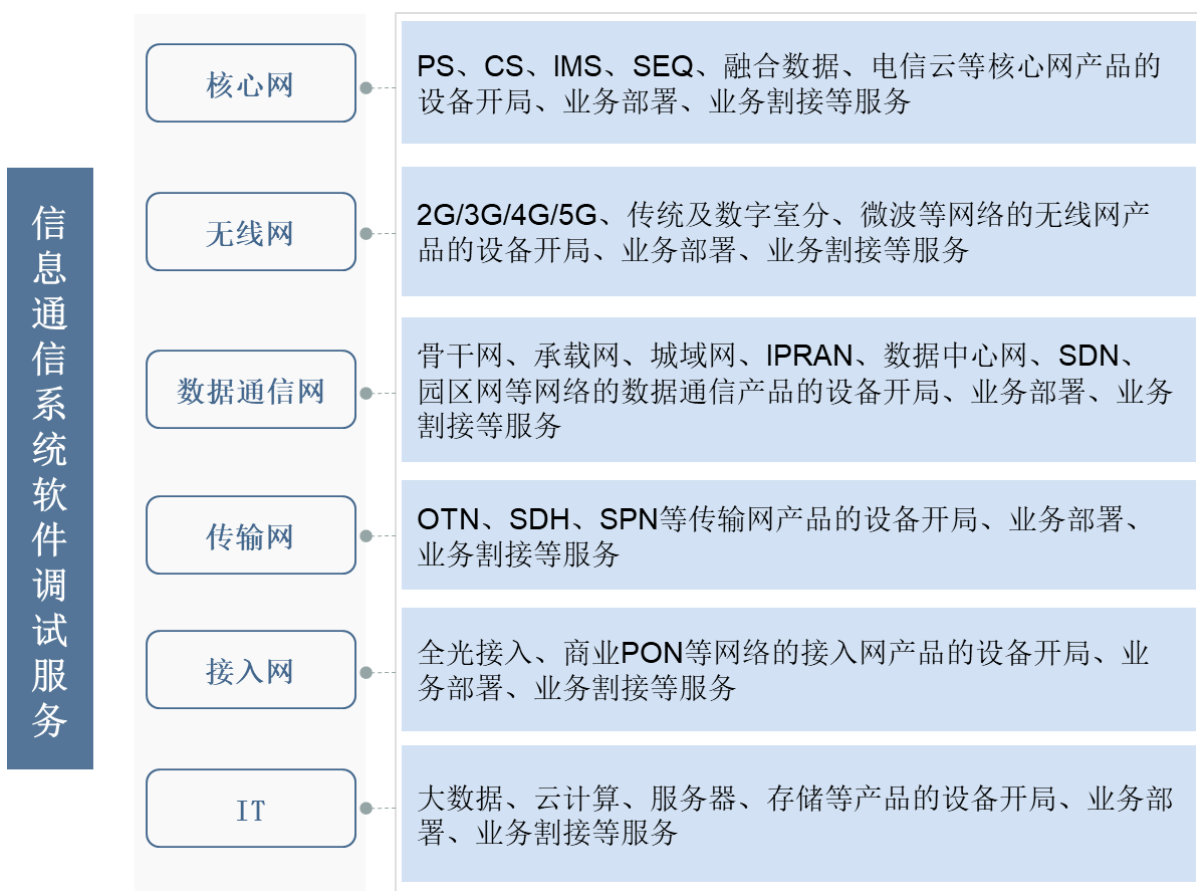 信息通信系统软件调试服务
核心网
PS、CS、IMS、SEQ、融合数据、电信云等核心网产品的
设备开局、业务部署、业务割接等服务
无线网
2G/3G/4G/5G、传统及数字室分、微波等网络的无线网产
品的设备开局、业务部署、业务割接等服务
数据通信网
骨干网、承载网、城域网、IPRAN、数据中心网、SDN、
园区网等网络的数据通信产品的设备开局、业务部署、业务
割接等服务
传输网
OTN、SDH、SPN等传输网产品的设备开局、业务部署、
业务割接等服务
接入网
全光接入、商业PON等网络的接入网产品的设备开局、业
务部署、业务割接等服务
IT
大数据、云计算、服务器、存储等产品的设备开局、业务部
署、业务割接等服务